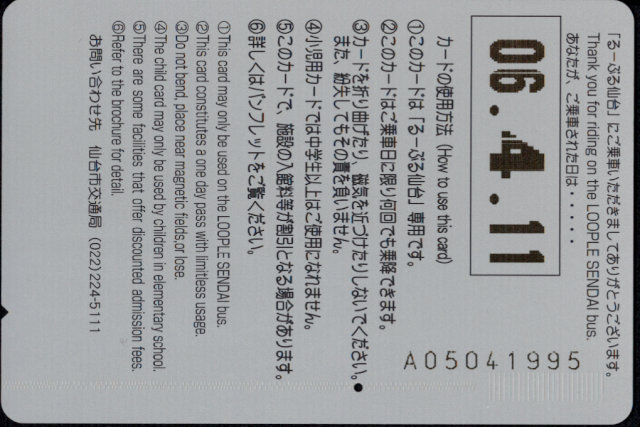 「るーぷる仙台」にご乗車いただきましてありがとうございます。
Thank you for riding on the LOOPLE SENDAI bus.
あなたが、ご乗車された日は・・・・・
06.4.11
カードの使用方法 (How to use this card)
①このカードは「るーぷる仙台」専用です。
②このカードはご乗車日に限り何回でも乗降できます。
③カードを折り曲げたり、磁気を近づけたりしないでください。
また、紛失してもその責を負いません。
④小児用カードでは中学生以上はご使用になれません。
⑤このカードで、施設の入館料等が割引となる場合があります。
⑥詳しくはパンフレットをご覧ください。
①This card may only be used on the LOOPLE SENDAI bus.
②This card constitutes a one day pass with limitless usage.
③Do not bend, place near magnetic fields,or lose.
④The child card may only be used by children in elementary school.
⑤There are some facilities that offer discounted admission fees.
⑥Refer to the brochure for detail.
お問い合わせ先 仙台市交通局 (022)224-5111
A05041995